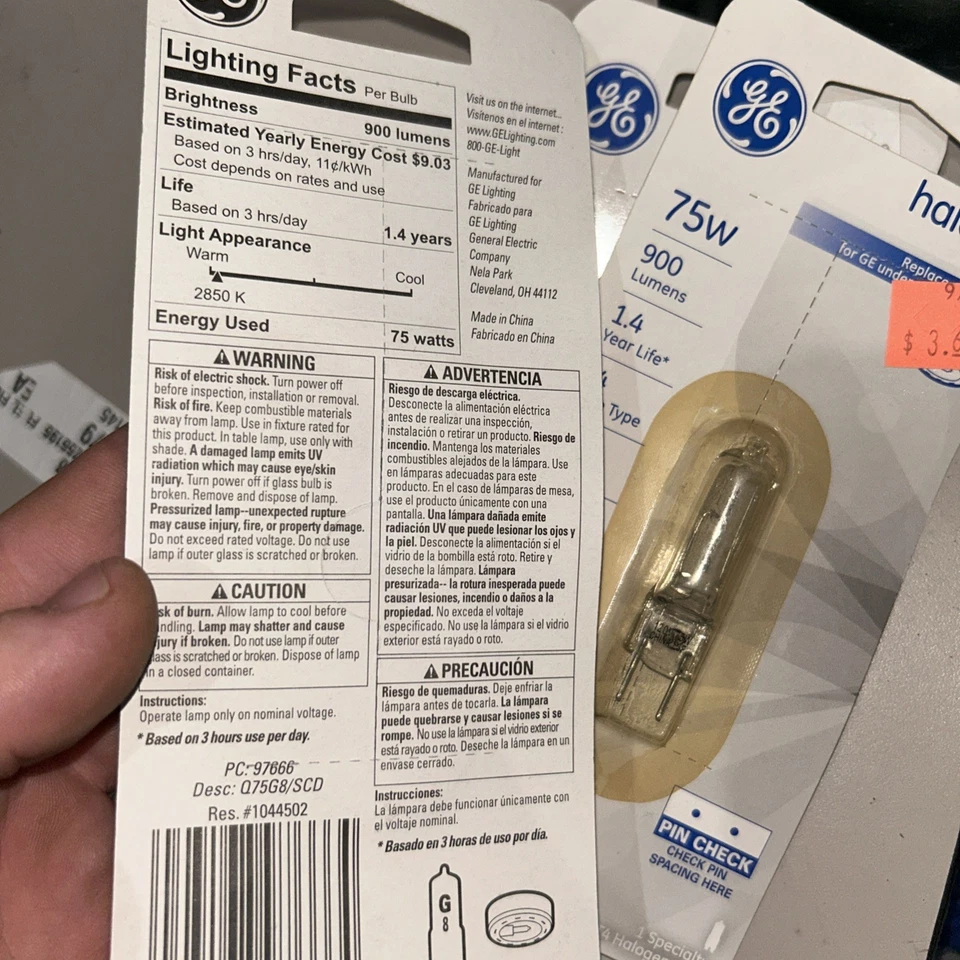 Lighting Facts Per Bulb
Brightness 900 lumens
Estimated Yearly Energy Cost $9.03
Based on 3 hrs/day, 11¢/kWh
Cost depends on rates and use
Life
Based on 3 hrs/day 1.4 years
Light Appearance
Warm Cool
2850 K
Energy Used 75 watts
Visit us on the internet...
Visítenos en el internet:
www.GELighting.com
800-GE-Light
Manufactured for
GE Lighting
Fabricado para
GE Lighting
General Electric
Company
Nela Park
Cleveland, OH 44112
Made in China
Fabricado en China
WARNING
Risk of electric shock. Turn power off
before inspection, installation or removal.
Risk of fire. Keep combustible materials
away from lamp. Use in fixture rated for
this product. In table lamp, use only with
shade. A damaged lamp emits UV
radiation which may cause eye/skin
injury. Turn power off if glass bulb is
broken. Remove and dispose of lamp.
Pressurized lamp--unexpected rupture
may cause injury, fire, or property damage.
Do not exceed rated voltage. Do not use
lamp if outer glass is scratched or broken.
CAUTION
sk of burn. Allow lamp to cool before
ndling. Lamp may shatter and cause
jury if broken. Do not use lamp if outer
lass is scratched or broken. Dispose of lamp
in a closed container.
Instructions:
Operate lamp only on nominal voltage.
* Based on 3 hours use per day.
PC: 97666
Desc: Q75G8/SCD
Res. #1044502
ADVERTENCIA
Riesgo de descarga eléctrica.
Desconecte la alimentación eléctrica
antes de realizar una inspección,
instalación o retirar un producto. Riesgo de
incendio. Mantenga los materiales
combustibles alejados de la lámpara. Use
en lámparas adecuadas para este
producto. En el caso de lámparas de mesa,
use el producto únicamente con una
pantalla. Una lámpara dañada emite
radiación UV que puede lesionar los ojos y
la piel. Desconecte la alimentación si el
vidrio de la bombilla está roto. Retire y
deseche la lámpara. Lámpara
presurizada-- la rotura inesperada puede
causar lesiones, incendio o daños a la
propiedad. No exceda el voltaje
especificado. No use la lámpara si el vidrio
exterior está rayado o roto.
PRECAUCIÓN
Riesgo de quemaduras. Deje enfriar la
lámpara antes de tocarla. La lámpara
puede quebrarse y causar lesiones si se
rompe. No use la lámpara si el vidrio exterior
está rayado o roto. Deseche la lámpara en un
envase cerrado.
Instrucciones:
La lámpara debe funcionar únicamente con
el voltaje nominal.
* Basado en 3 horas de uso por día.
G
8
GE
GE
75W
900
Lumens
1.4
Year Life*
Type
hal
Replac
for GE unde
$ 3.
PIN CHECK
CHECK PIN
SPACING HERE
1 Special
T4 Haloge